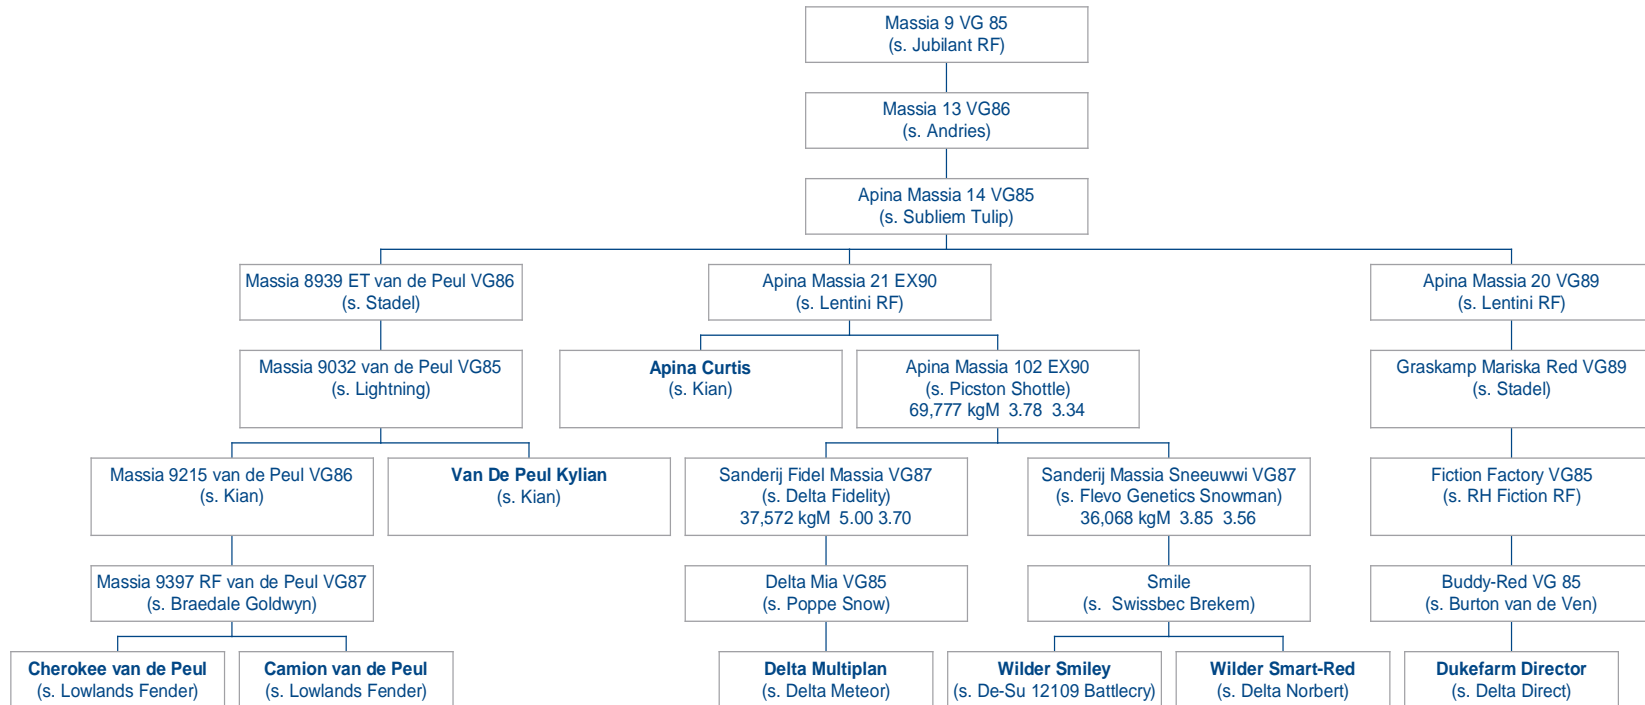 Massia 9 VG 85
(s. Jubilant RF)
Massia 13 VG86
(s. Andries)
Apina Massia 14 VG85
(s. Subliem Tulip)
Massia 8939 ET van de Peul VG86
(s. Stadel)
Apina Massia 21 EX90
(s. Lentini RF)
Apina Massia 20 VG89
(s. Lentini RF)
Massia 9032 van de Peul VG85
(s. Lightning)
Apina Curtis
(s. Kian)
Apina Massia 102 EX90
(s. Picston Shottle)
69,777 kgM 3.78 3.34
Graskamp Mariska Red VG89
(s. Stadel)
Massia 9215 van de Peul VG86
(s. Kian)
Van De Peul Kylian
(s. Kian)
Sanderij Fidel Massia VG87
(s. Delta Fidelity)
37,572 kgM 5.00 3.70
Sanderij Massia Sneeuwwi VG87
(s. Flevo Genetics Snowman)
36,068 kgM 3.85 3.56
Fiction Factory VG85
(s. RH Fiction RF)
Massia 9397 RF van de Peul VG87
(s. Braedale Goldwyn)
Delta Mia VG85
(s. Poppe Snow)
Smile
(s. Swissbec Brekem)
Buddy-Red VG 85
(s. Burton van de Ven)
Cherokee van de Peul
(s. Lowlands Fender)
Camion van de Peul
(s. Lowlands Fender)
Delta Multiplan
(s. Delta Meteor)
Wilder Smiley
(s. De-Su 12109 Battlecry)
Wilder Smart-Red
(s. Delta Norbert)
Dukefarm Director
(s. Delta Direct)